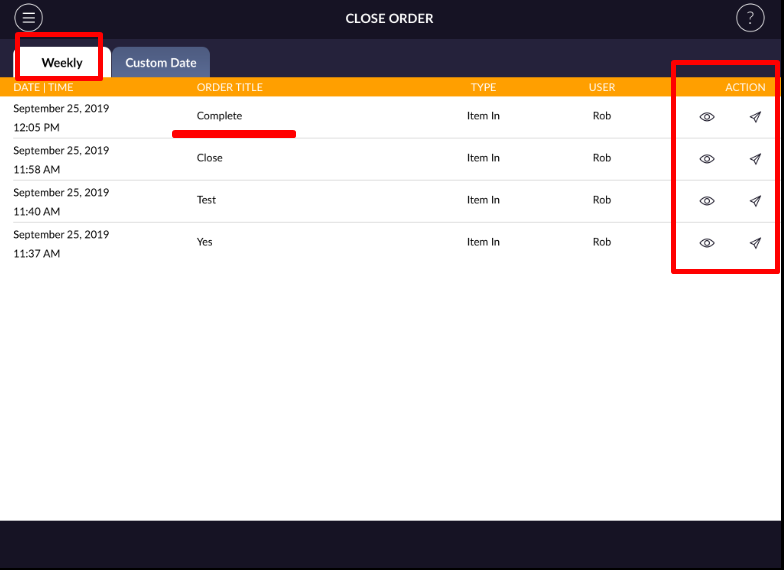 CLOSE ORDER ?
Weekly Custom Date
DATE | TIME ORDER TITLE TYPE USER ACTION
September 25, 2019
12:05 PM
Complete Item In Rob
September 25, 2019
11:58 AM
Close Item In Rob
September 25, 2019
11:40 AM
Test Item In Rob
September 25, 2019
11:37 AM
Yes Item In Rob